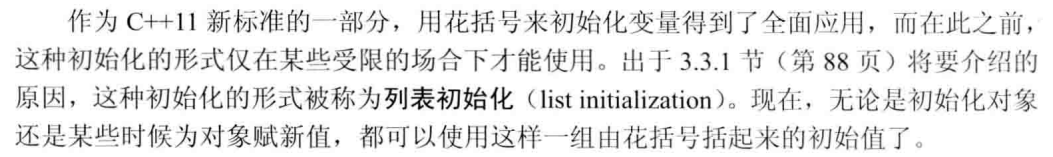 作为 C++11 新标准的一部分，用花括号来初始化变量得到了全面应用，而在此之前，
这种初始化的形式仅在某些受限的场合下才能使用。出于 3.3.1 节（第 88 页）将要介绍的
原因，这种初始化的形式被称为列表初始化（list initialization）。现在，无论是初始化对象
还是某些时候为对象赋新值，都可以使用这样一组由花括号括起来的初始值了。